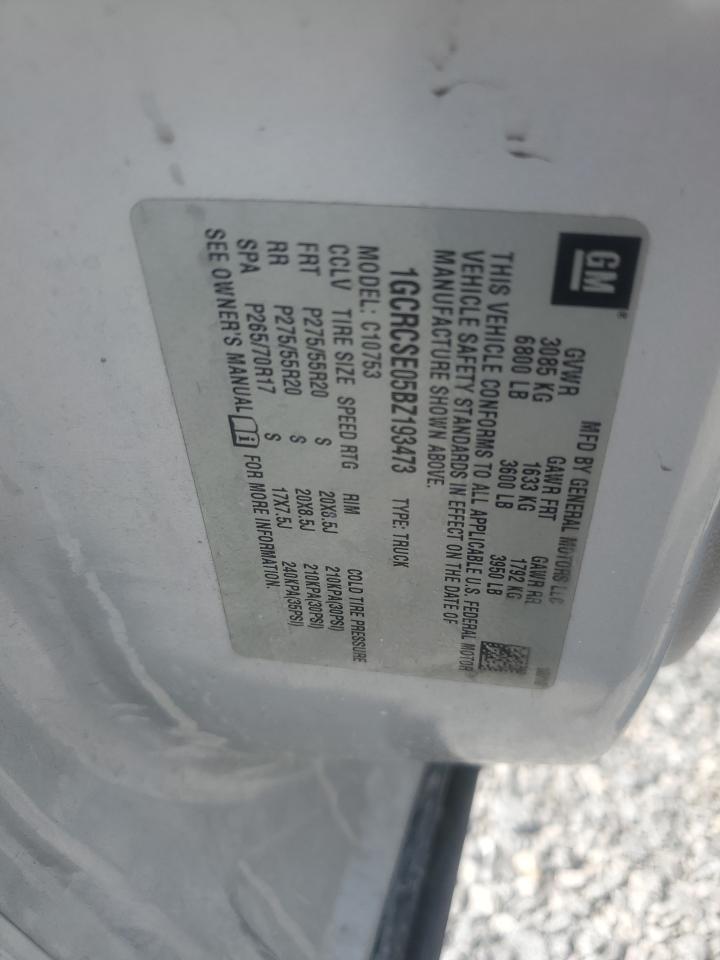 GM®
MFD BY GENERAL MOTORS LLC
GVWR GAWR FRT GAWR RR
3085 KG 1633 KG 1792 KG
6800 LB 3600 LB 3950 LB
THIS VEHICLE CONFORMS TO ALL APPLICABLE U.S. FEDERAL MOTOR
VEHICLE SAFETY STANDARDS IN EFFECT ON THE DATE OF
MANUFACTURE SHOWN ABOVE.
1GCRCSE05BZ193473 TYPE: TRUCK
MODEL: C10753
CCLV TIRE SIZE SPEED RTG RIM COLD TIRE PRESSURE
FRT P275/55R20 S 20X8.5J 210KPA(30PSI)
RR P275/55R20 S 20X8.5J 210KPA(30PSI)
SPA P265/70R17 S 17X7.5J 240KPA(35PSI)
SEE OWNER'S MANUAL i FOR MORE INFORMATION.